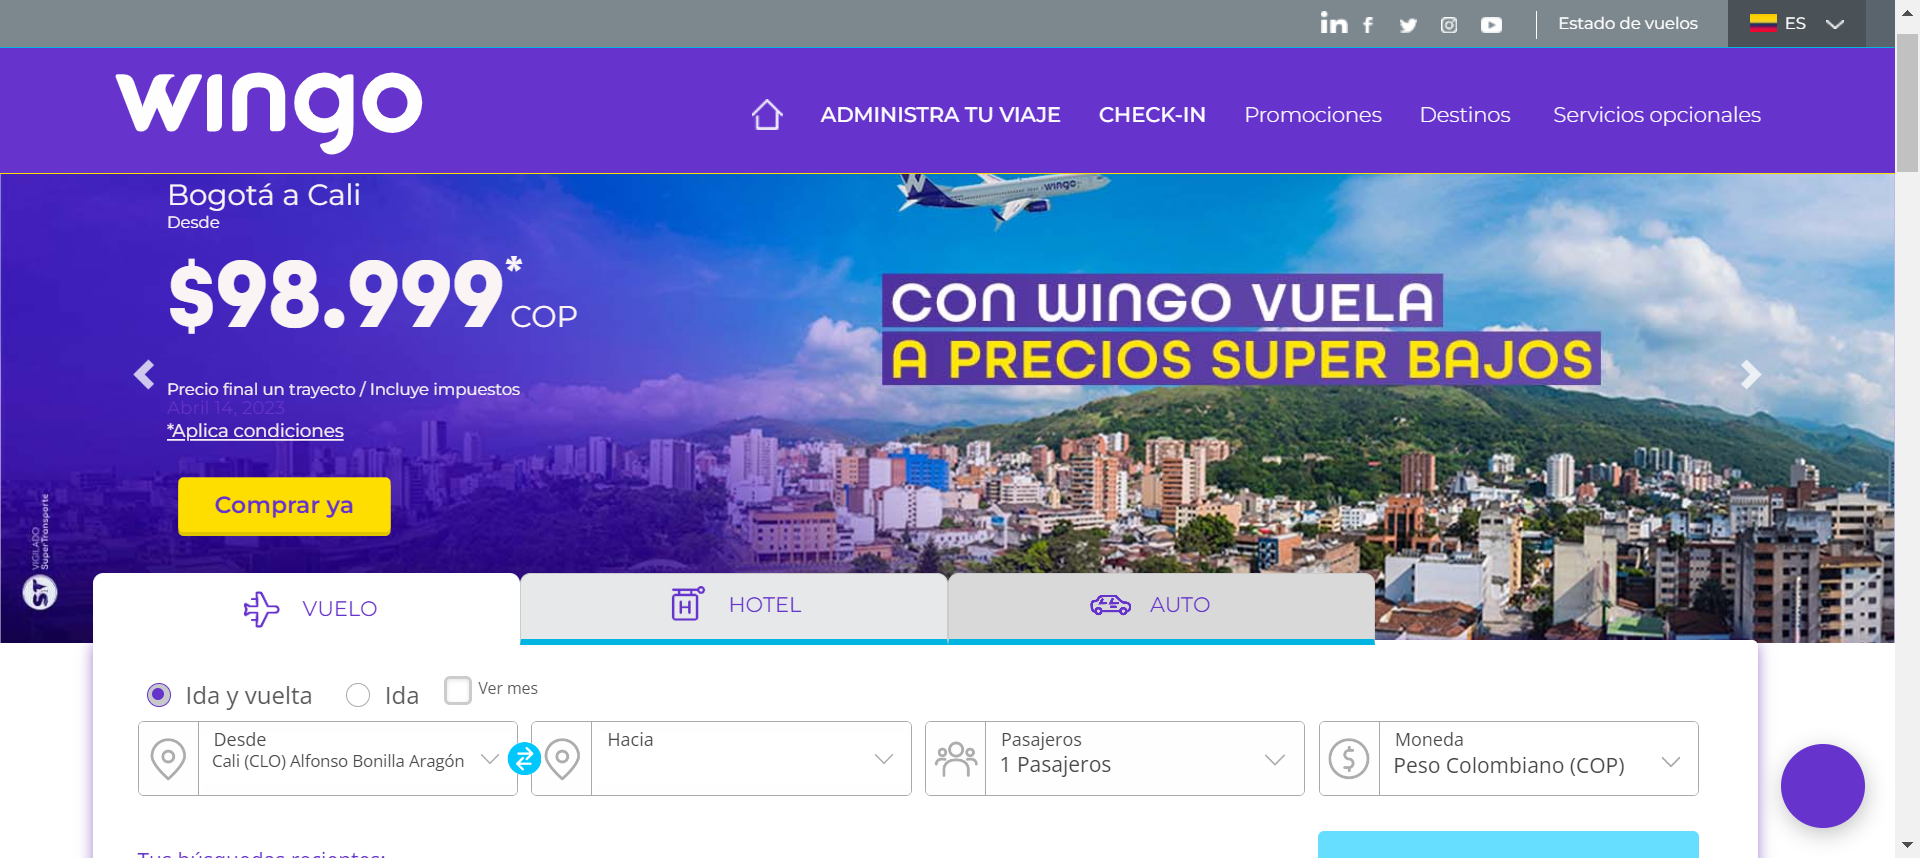 Estado de vuelos
ES
wingo
ADMINISTRA TU VIAJE
CHECK-IN
Promociones
Destinos
Servicios opcionales
Bogotá a Cali
Desde
$98.999*
COP
Precio final un trayecto / Incluye impuestos
Abril 14, 2023
*Aplica condiciones
Comprar ya
wingo
CON WINGO VUELA
A PRECIOS SUPER BAJOS
VIGILADO
SuperTransporte
ST
VUELO
HOTEL
AUTO
Ida y vuelta
Ida
Ver mes
Desde
Cali (CLO) Alfonso Bonilla Aragón
Hacia
Pasajeros
1 Pasajeros
Moneda
Peso Colombiano (COP)
Tus búsquedas recientes: